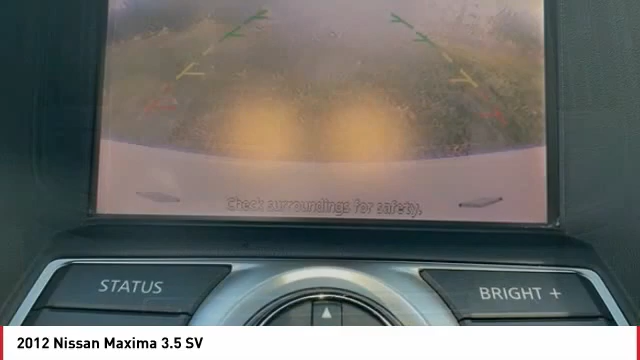 Check surroundings for safety.
STATUS
BRIGHT +
2012 Nissan Maxima 3.5 SV